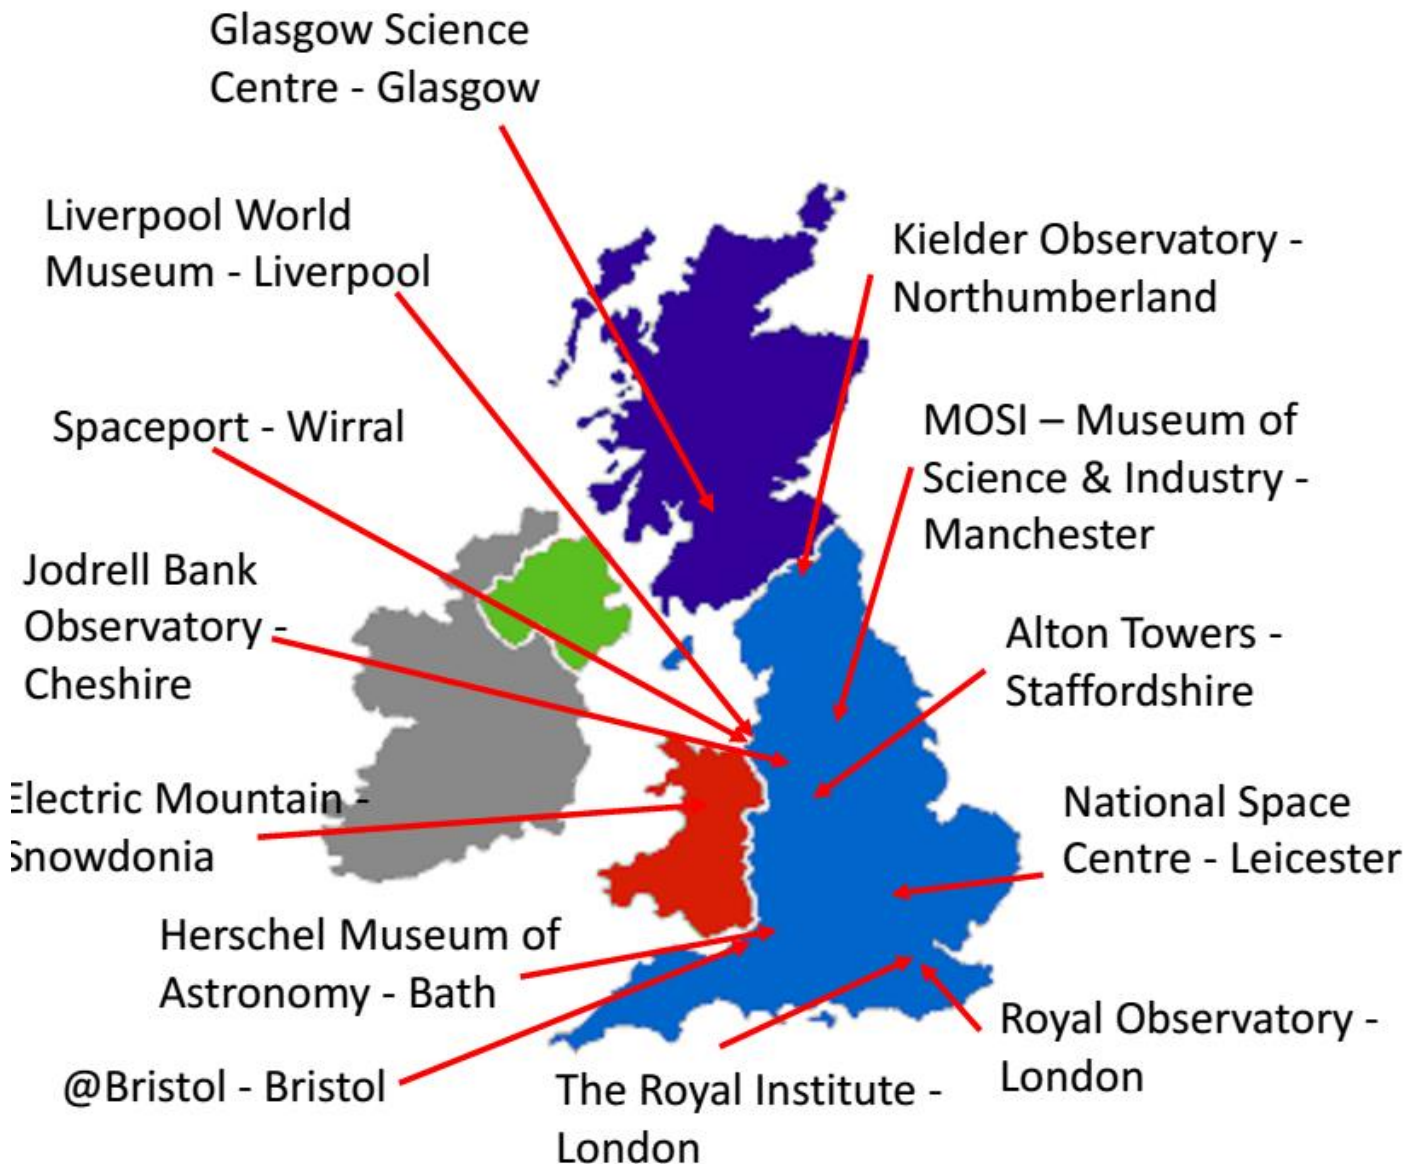 Glasgow Science
Centre - Glasgow
Liverpool World
Museum - Liverpool
Kielder Observatory -
Northumberland
Spaceport - Wirral
MOSI – Museum of
Science & Industry -
Manchester
Jodrell Bank
Observatory -
Cheshire
Alton Towers -
Staffordshire
Electric Mountain -
Snowdonia
National Space
Centre - Leicester
Herschel Museum of
Astronomy - Bath
Royal Observatory -
London
@Bristol - Bristol
The Royal Institute -
London